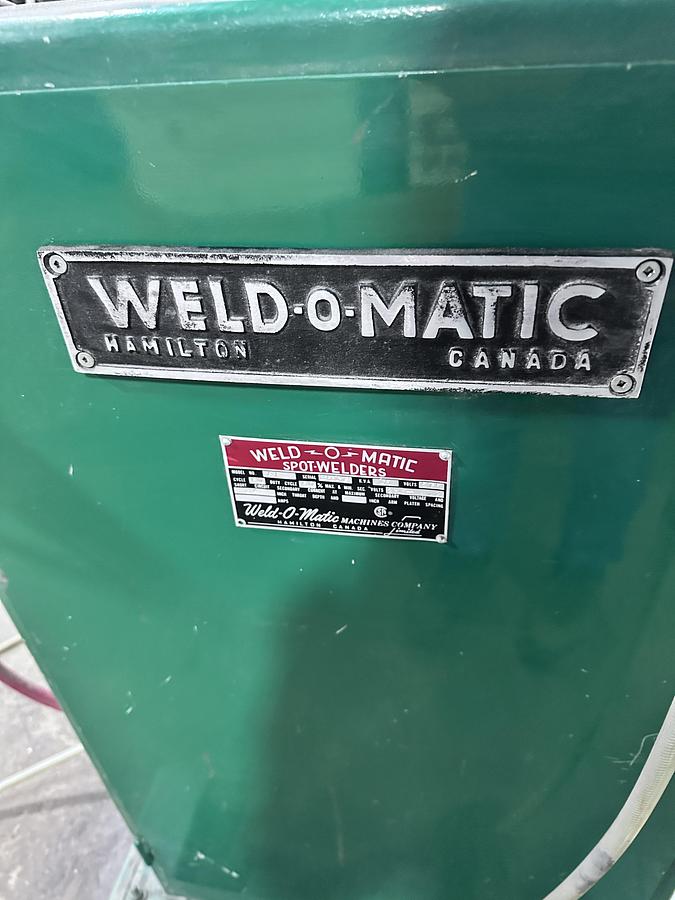 WELD-O-MATIC
HAMILTON CANADA
WELD-O-MATIC
SPOT-WELDERS
MODEL NO. SERIAL K.V.A. VOLTS
CYCLE DUTY CYCLE % MAX. & MIN. SEC. VOLTS
SHORT CIRCUIT SECONDARY CURRENT AT MAXIMUM SECONDARY VOLTAGE AND
INCH THROAT DEPTH AND INCH ARM PLATEN SPACING
AMPS
Weld-O-Matic MACHINES COMPANY
HAMILTON CANADA Limited